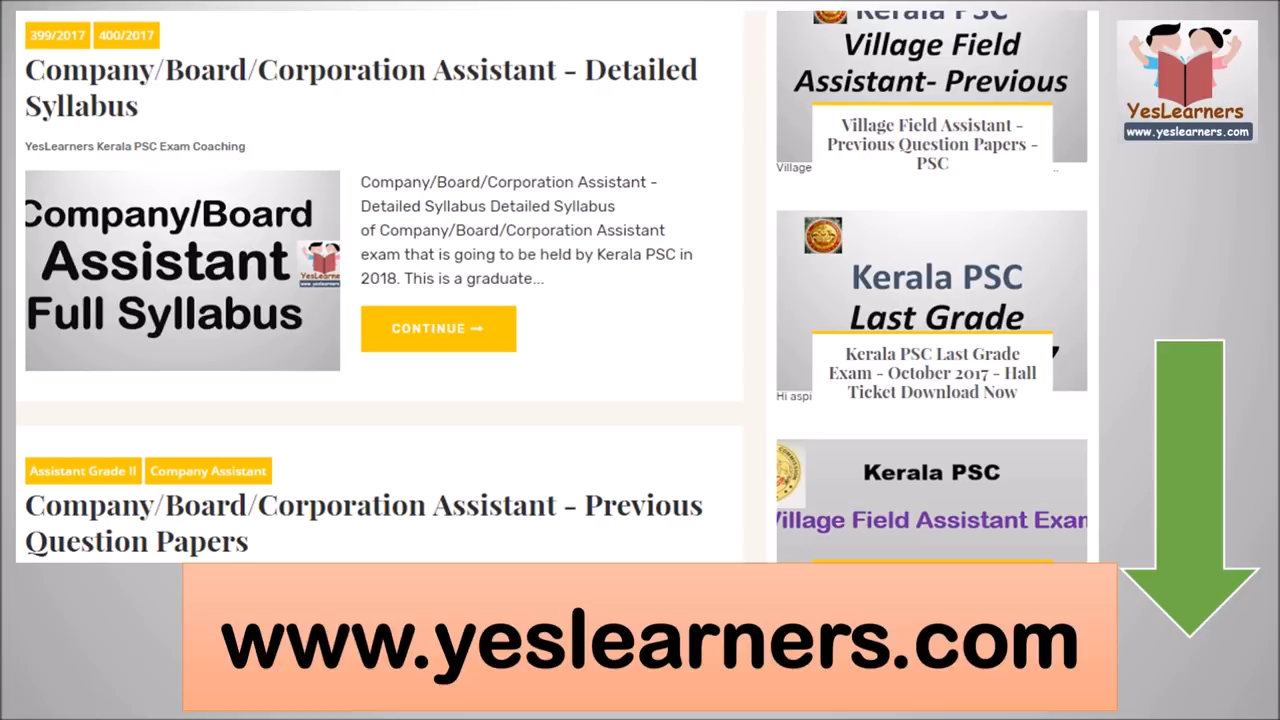 399/2017 400/2017
Company/Board/Corporation Assistant - Detailed
Syllabus
YesLearners Kerala PSC Exam Coaching
Company/Board
Assistant
Full Syllabus
YesLearne
Company/Board/Corporation Assistant -
Detailed Syllabus Detailed Syllabus
of Company/Board/Corporation Assistant
exam that is going to be held by Kerala PSC in
2018. This is a graduate...
CONTINUE →
Assistant Grade II Company Assistant
Company/Board/Corporation Assistant - Previous
Question Papers
Kerala PSC
Village Field
Assistant- Previous
Village Field Assistant -
Previous Question Papers -
PSC
Village ..
Kerala PSC
Last Grade
Kerala PSC Last Grade
Exam - October 2017 - Hall
Ticket Download Now
Hi aspi
Kerala PSC
Village Field Assistant Exam
YesLearners
www.yeslearners.com
www.yeslearners.com